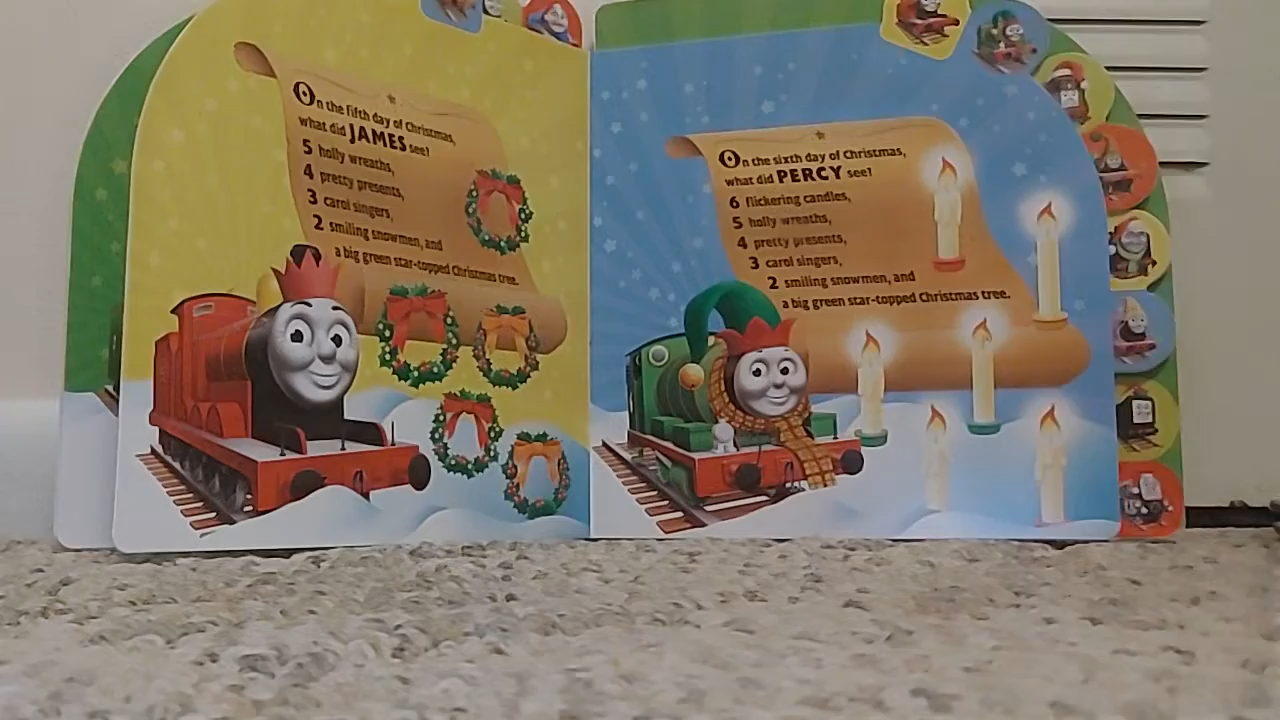 On the fifth day of Christmas,
what did JAMES see?
5 holly wreaths,
4 pretty presents,
3 carol singers,
2 smiling snowmen, and
a big green star-topped Christmas tree.
On the sixth day of Christmas,
what did PERCY see?
6 flickering candles,
5 holly wreaths,
4 pretty presents,
3 carol singers,
2 smiling snowmen, and
a big green star-topped Christmas tree.